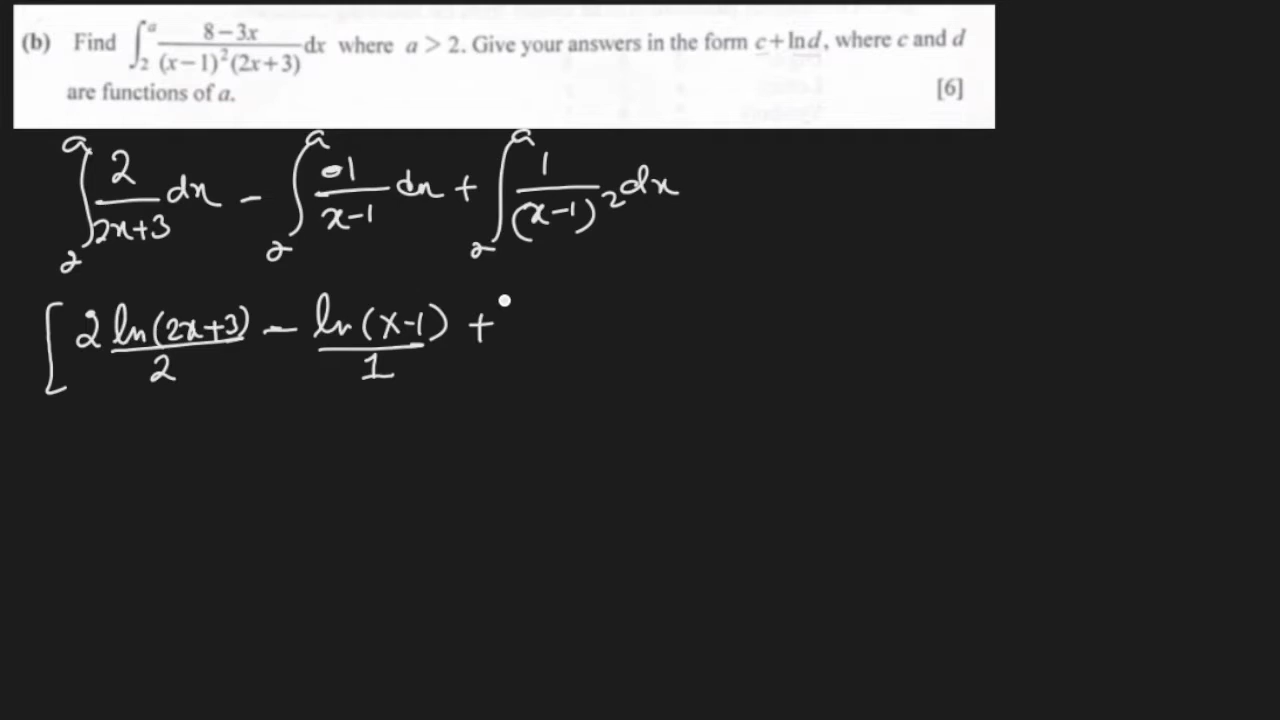 (b) Find ∫₂ᵃ (8−3x)/((x−1)²(2x+3)) dx where a > 2. Give your answers in the form c + ln d, where c and d
are functions of a. [6]
∫₂ᵃ 2/(2x+3) dx − ∫₂ᵃ -1/(x−1) dx + ∫₂ᵃ 1/(x−1)² dx
[ 2 ln(2x+3)/2 − ln(x−1)/1 +